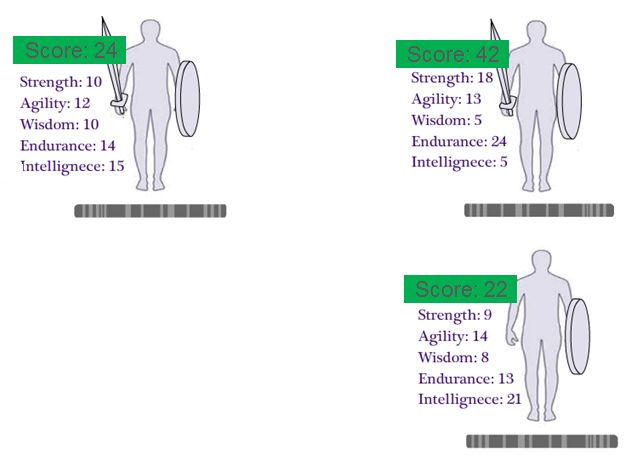 Score: 24
Strength: 10
Agility: 12
Wisdom: 10
Endurance: 14
Intellignece: 15
Score: 42
Strength: 18
Agility: 13
Wisdom: 5
Endurance: 24
Intellignece: 5
Score: 22
Strength: 9
Agility: 14
Wisdom: 8
Endurance: 13
Intellignece: 21